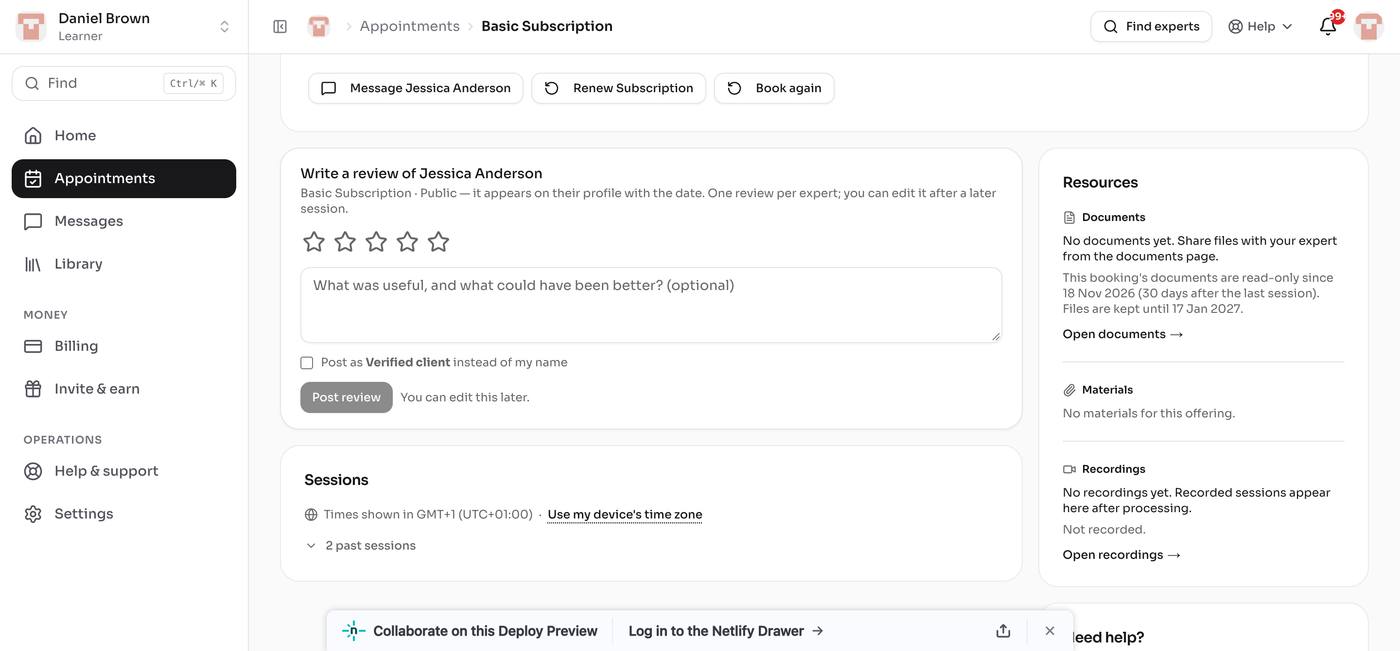 Daniel Brown
Learner
Appointments
Basic Subscription
Find experts
Help
99+
Find
Ctrl/⌘ K
Home
Appointments
Messages
Library
MONEY
Billing
Invite & earn
OPERATIONS
Help & support
Settings
Message Jessica Anderson
Renew Subscription
Book again
Write a review of Jessica Anderson
Basic Subscription · Public — it appears on their profile with the date. One review per expert; you can edit it after a later
session.
What was useful, and what could have been better? (optional)
Post as Verified client instead of my name
Post review
You can edit this later.
Sessions
Times shown in GMT+1 (UTC+01:00) · Use my device's time zone
2 past sessions
Resources
Documents
No documents yet. Share files with your expert
from the documents page.
This booking's documents are read-only since
18 Nov 2026 (30 days after the last session).
Files are kept until 17 Jan 2027.
Open documents →
Materials
No materials for this offering.
Recordings
No recordings yet. Recorded sessions appear
here after processing.
Not recorded.
Open recordings →
help?
Collaborate on this Deploy Preview
Log in to the Netlify Drawer →